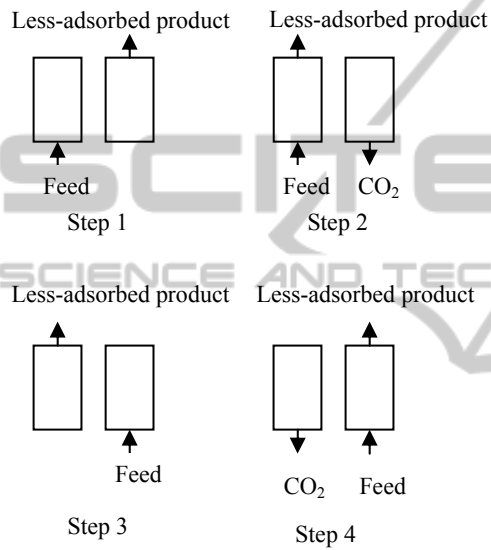 Less-adsorbed product
Less-adsorbed product
Feed
Feed CO₂
Step 1
Step 2
SCIENCE AND TEC
SCITE
Less-adsorbed product
Less-adsorbed product
Feed
CO₂ Feed
Step 3
Step 4